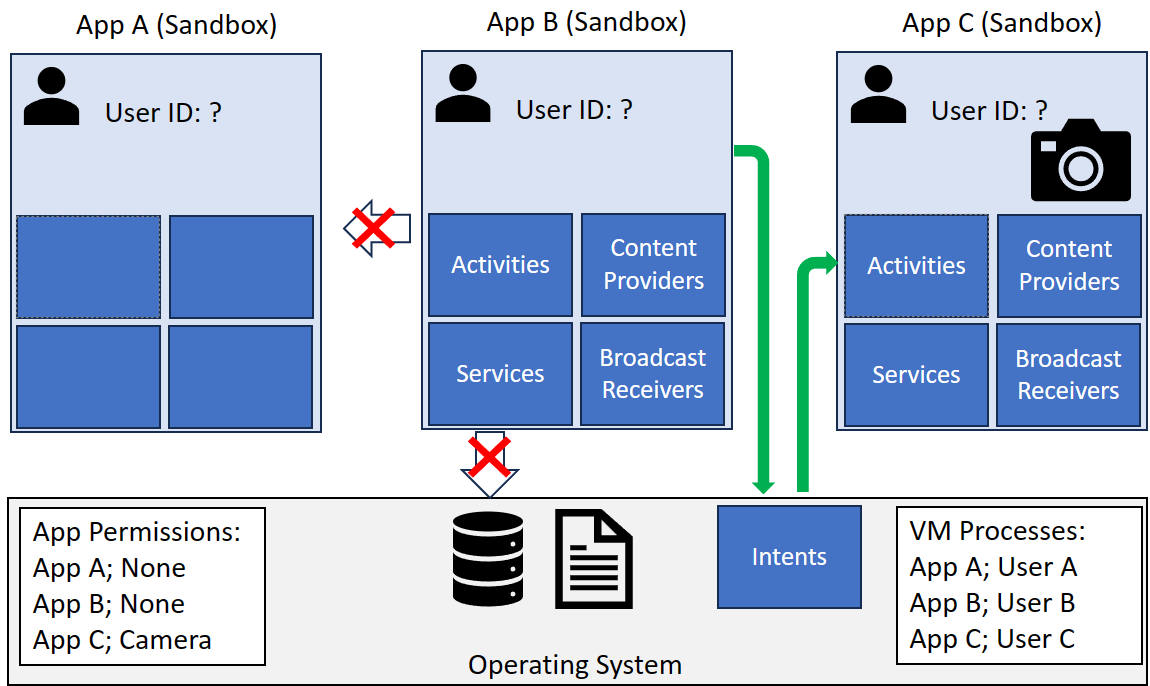 App A (Sandbox)
App B (Sandbox)
App C (Sandbox)
User ID: ?
User ID: ?
User ID: ?
Activities
Content
Providers
Services
Broadcast
Receivers
Activities
Content
Providers
Services
Broadcast
Receivers
App Permissions:
App A; None
App B; None
App C; Camera
Intents
VM Processes:
App A; User A
App B; User B
App C; User C
Operating System